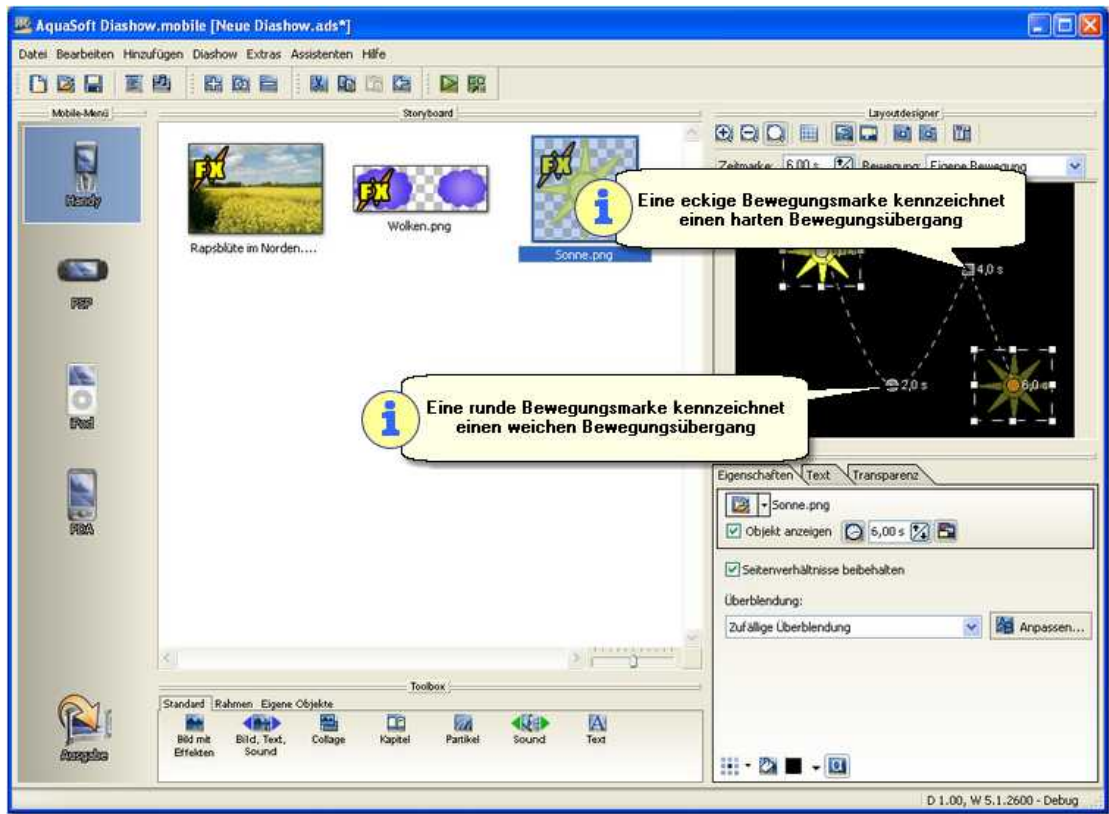 AquaSoft Diashow.mobile [Neue Diashow.ads*]
Datei Bearbeiten Hinzufügen Diashow Extras Assistenten Hilfe
Mobile-Menü
Storyboard
Layoutdesigner
Zeitmarke: 6,00 s Bewegung: Eigene Bewegung
Handy
PSP
iPod
PDA
Ausgabe
FX
Rapsblüte im Norden....
FX
Wolken.png
FX
Sonne.png
Eine eckige Bewegungsmarke kennzeichnet
einen harten Bewegungsübergang
4,0 s
2,0 s
6,0 s
Eine runde Bewegungsmarke kennzeichnet
einen weichen Bewegungsübergang
Eigenschaften Text Transparenz
Sonne.png
Objekt anzeigen 6,00 s
Seitenverhältnisse beibehalten
Überblendung:
Zufällige Überblendung
Anpassen...
Toolbox
Standard Rahmen Eigene Objekte
Bild mit
Effekten
Bild, Text,
Sound
Collage
Kapitel
Partikel
Sound
Text
D 1.00, W 5.1.2600 - Debug